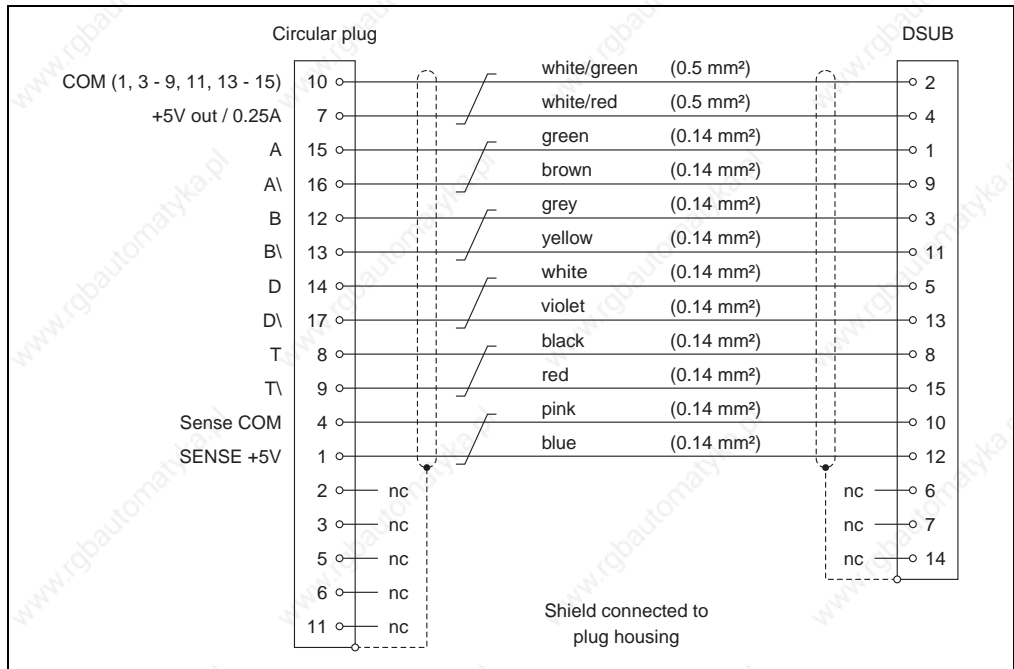 Circular plug DSUB
COM (1, 3 - 9, 11, 13 - 15) 10 white/green (0.5 mm²) 2
+5V out / 0.25A 7 white/red (0.5 mm²) 4
A 15 green (0.14 mm²) 1
A\ 16 brown (0.14 mm²) 9
B 12 grey (0.14 mm²) 3
B\ 13 yellow (0.14 mm²) 11
D 14 white (0.14 mm²) 5
D\ 17 violet (0.14 mm²) 13
T 8 black (0.14 mm²) 8
T\ 9 red (0.14 mm²) 15
Sense COM 4 pink (0.14 mm²) 10
SENSE +5V 1 blue (0.14 mm²) 12
2 nc nc 6
3 nc nc 7
5 nc nc 14
6 nc
11 nc
Shield connected to
plug housing
www.rgbautomatyka.pl